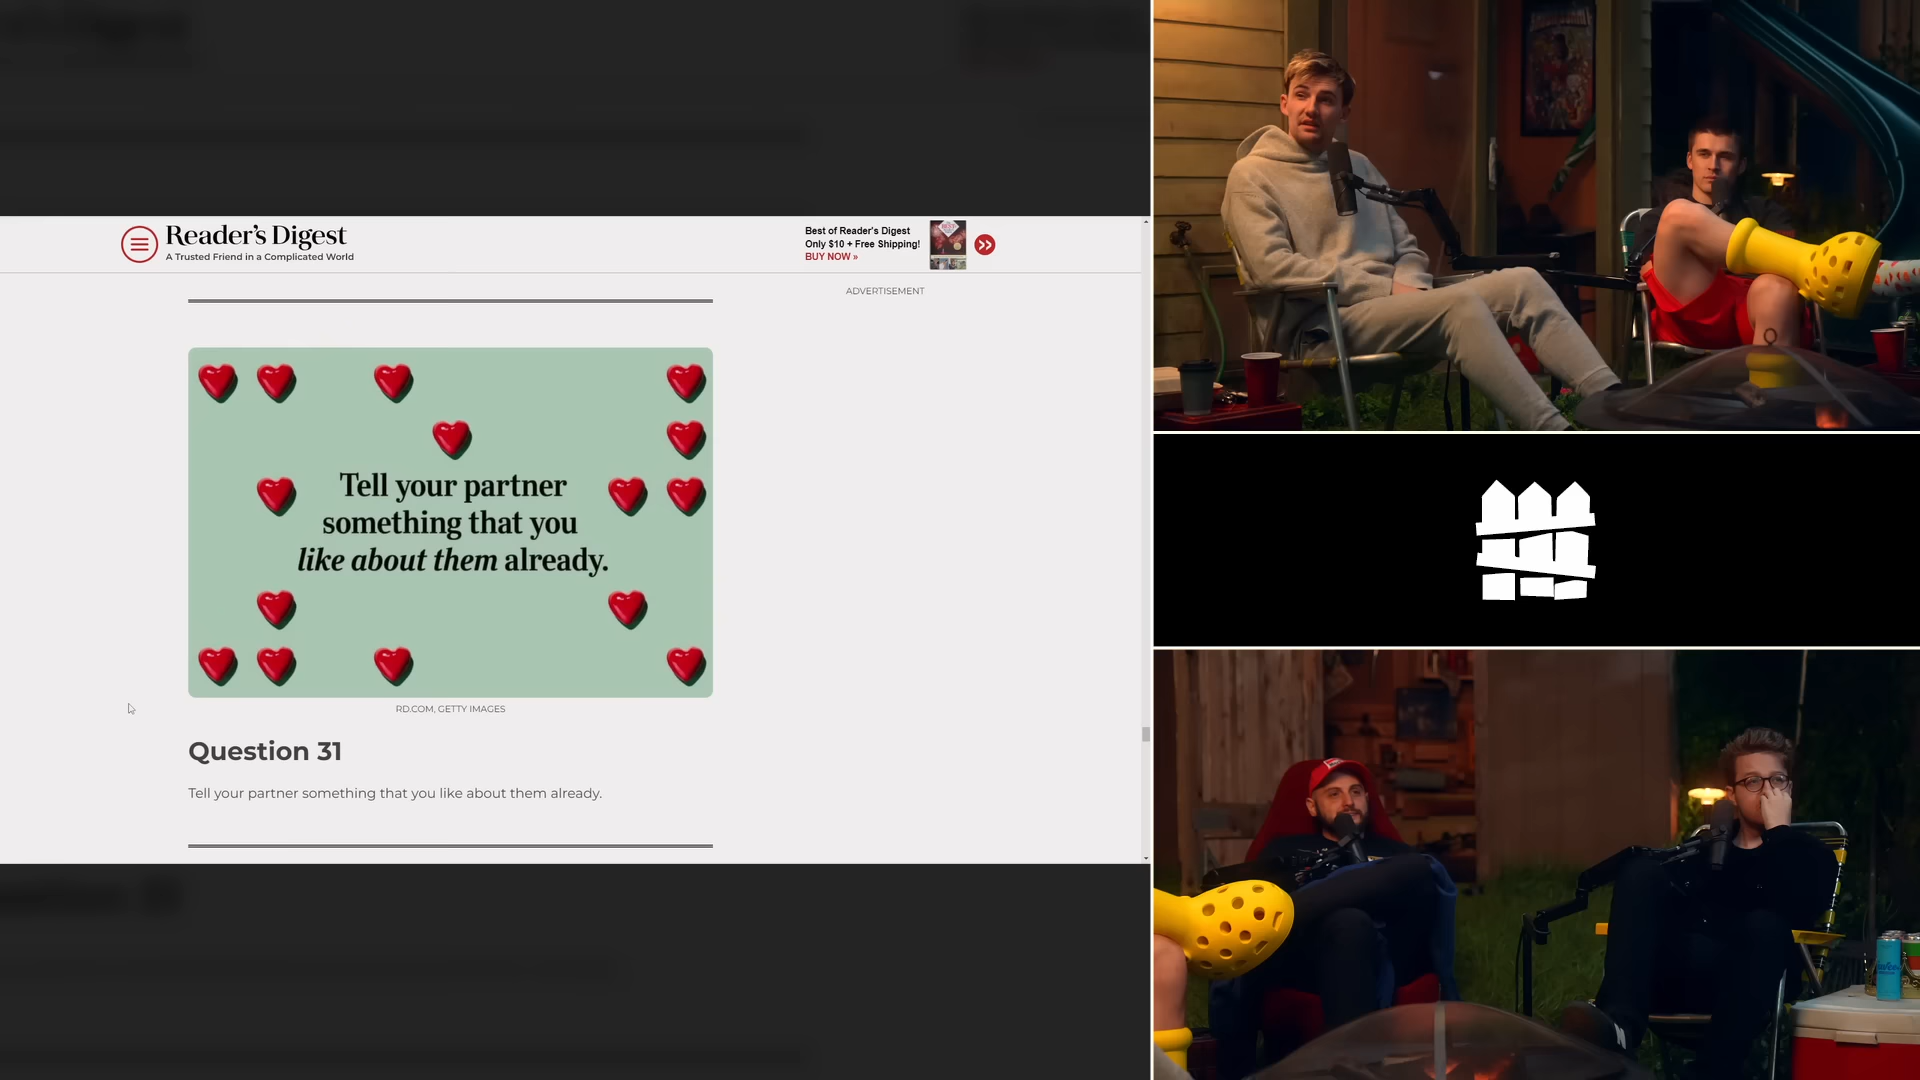 Reader's Digest
A Trusted Friend in a Complicated World
Best of Reader's Digest
Only $10 + Free Shipping!
BUY NOW »
ADVERTISEMENT
Tell your partner
something that you
like about them already.
RD.COM, GETTY IMAGES
Question 31
Tell your partner something that you like about them already.